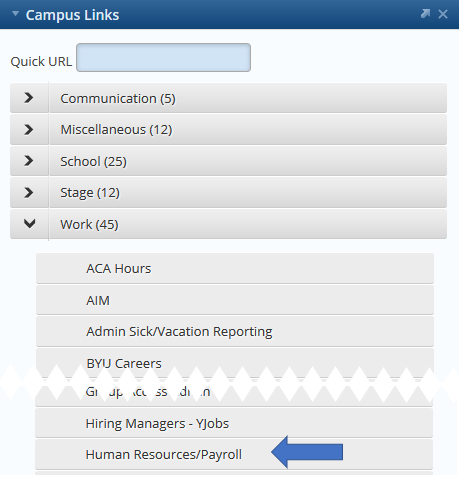 Campus Links
Quick URL
Communication (5)
Miscellaneous (12)
School (25)
Stage (12)
Work (45)
ACA Hours
AIM
Admin Sick/Vacation Reporting
BYU Careers
Group Access Admin
Hiring Managers - YJobs
Human Resources/Payroll